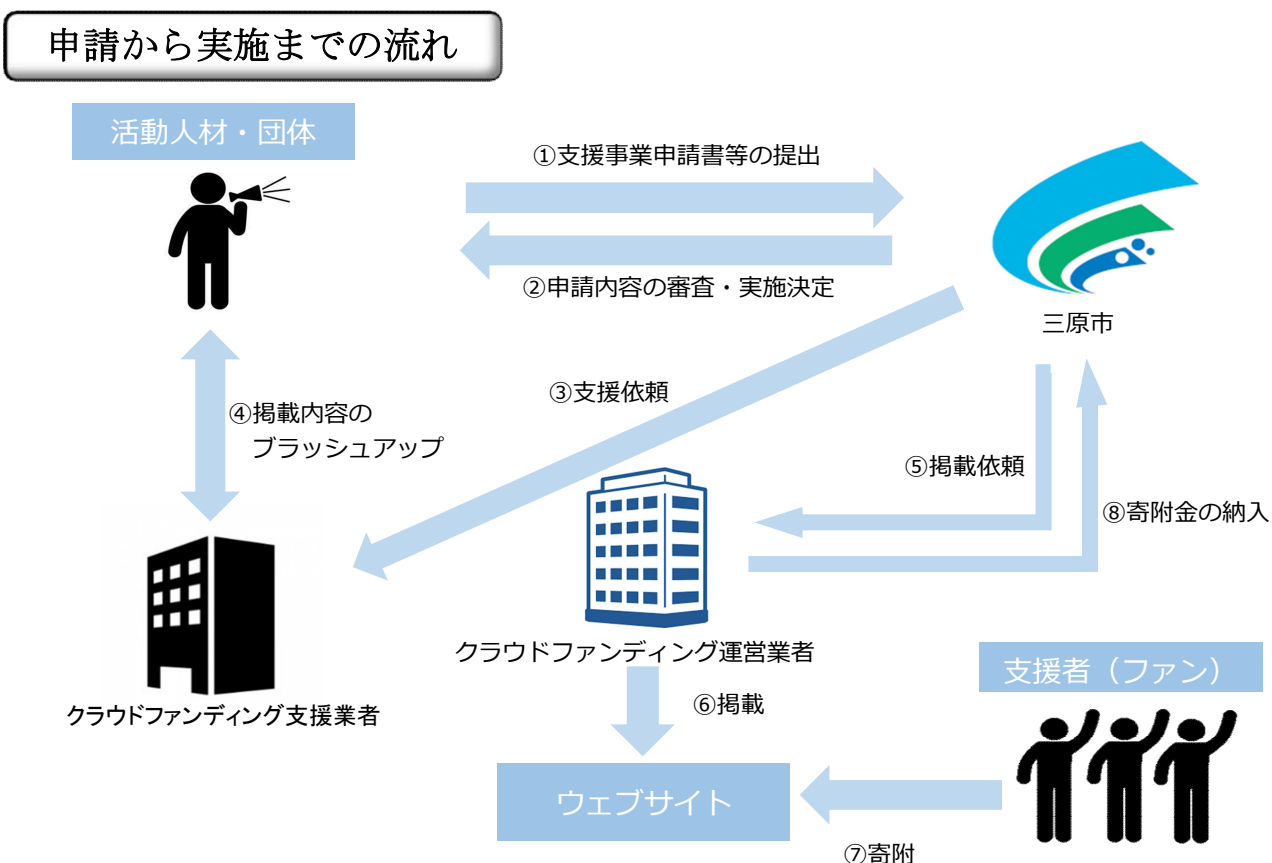 申請から実施までの流れ
活動人材・団体
①支援事業申請書等の提出
②申請内容の審査・実施決定
三原市
③支援依頼
④掲載内容の
ブラッシュアップ
⑤掲載依頼
⑧寄附金の納入
クラウドファンディング運営業者
支援者（ファン）
クラウドファンディング支援業者
⑥掲載
ウェブサイト
⑦寄附